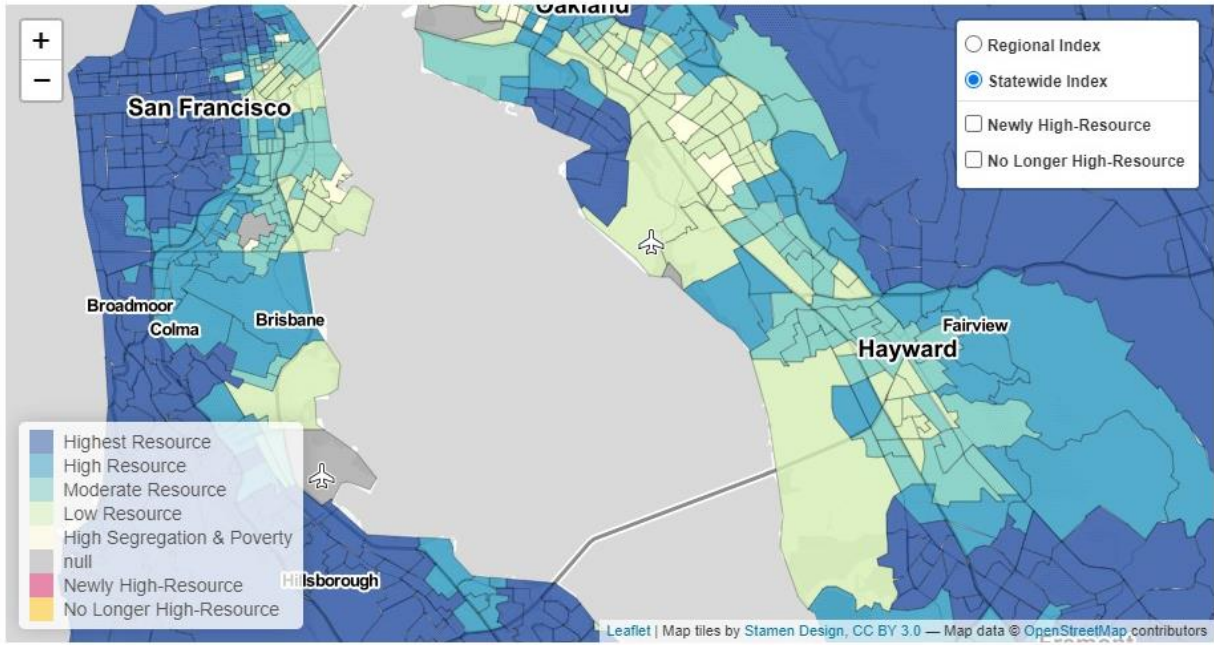 Oakland
+
−
San Francisco
Regional Index
Statewide Index
Newly High-Resource
No Longer High-Resource
Broadmoor
Colma
Brisbane
Fairview
Hayward
Highest Resource
High Resource
Moderate Resource
Low Resource
High Segregation & Poverty
null
Newly High-Resource
No Longer High-Resource
Hillsborough
Leaflet | Map tiles by Stamen Design, CC BY 3.0 — Map data © OpenStreetMap contributors
Fremont